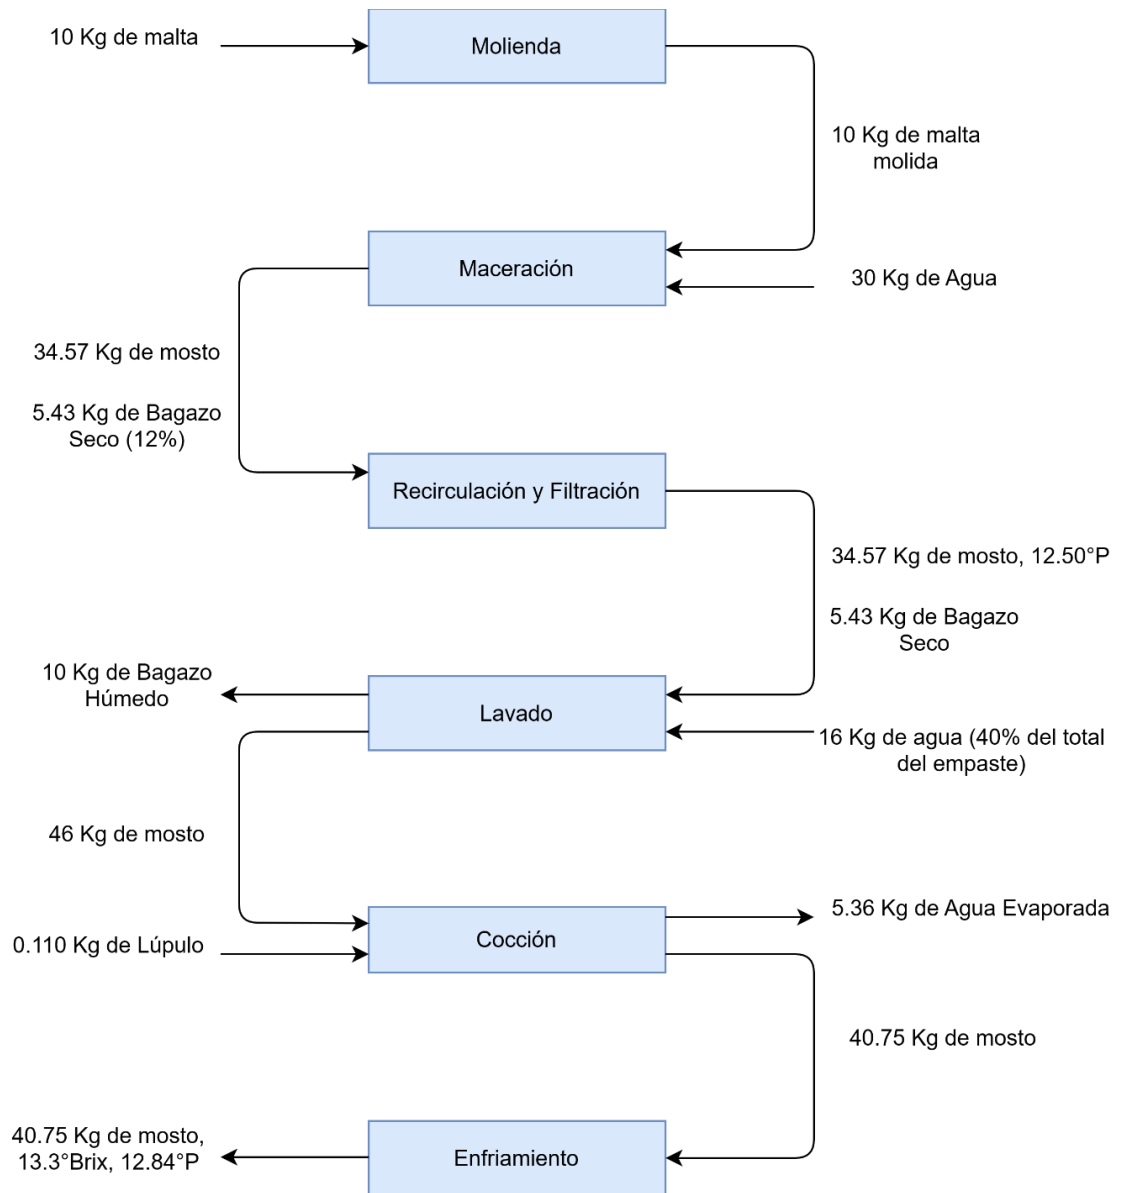 10 Kg de malta
Molienda
10 Kg de malta
molida
Maceración
30 Kg de Agua
34.57 Kg de mosto
5.43 Kg de Bagazo
Seco (12%)
Recirculación y Filtración
34.57 Kg de mosto, 12.50°P
5.43 Kg de Bagazo
Seco
10 Kg de Bagazo
Húmedo
Lavado
16 Kg de agua (40% del total
del empaste)
46 Kg de mosto
5.36 Kg de Agua Evaporada
Cocción
0.110 Kg de Lúpulo
40.75 Kg de mosto
40.75 Kg de mosto,
13.3°Brix, 12.84°P
Enfriamiento